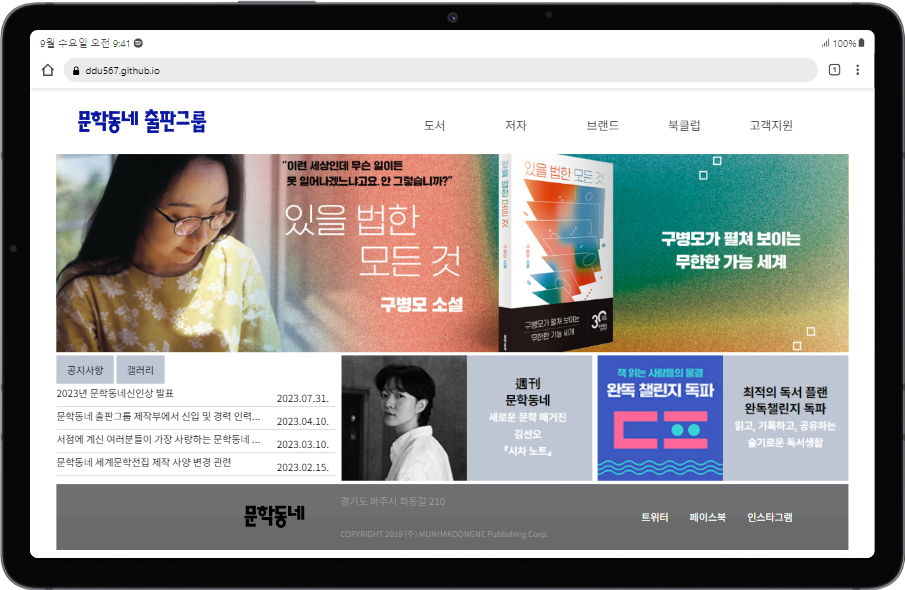 9월 수요일 오전 9:41
100%
ddu567.github.io
1
문학동네 출판그룹
도서
저자
브랜드
북클럽
고객지원
“이런 세상인데 무슨 일이든
못 일어나겠느냐고요. 안 그렇습니까?”
있을 법한
모든 것
구병모 소설
있을 법한 모든 것
있을 법한 모든 것
구병모가 펼쳐 보이는
무한한 가능 세계
구병모가 펼쳐 보이는
무한한 가능 세계
공지사항
갤러리
2023년 문학동네신인상 발표
2023.07.31.
문학동네 출판그룹 제작부에서 신입 및 경력 인력...
2023.04.10.
서점에 계신 여러분들이 가장 사랑하는 문학동네 ...
2023.03.10.
문학동네 세계문학전집 제작 사양 변경 관련
2023.02.15.
週刊
문학동네
새로운 문학 매거진
김선오
『시차 노트』
책 읽는 사람들의 물결
완독 챌린지 독파
최적의 독서 플랜
완독챌린지 독파
읽고, 기록하고, 공유하는
슬기로운 독서생활
문학동네
경기도 파주시 회동길 210
COPYRIGHT 2019 (주) MUNHAKDONGNE Publishing Corp.
트위터
페이스북
인스타그램